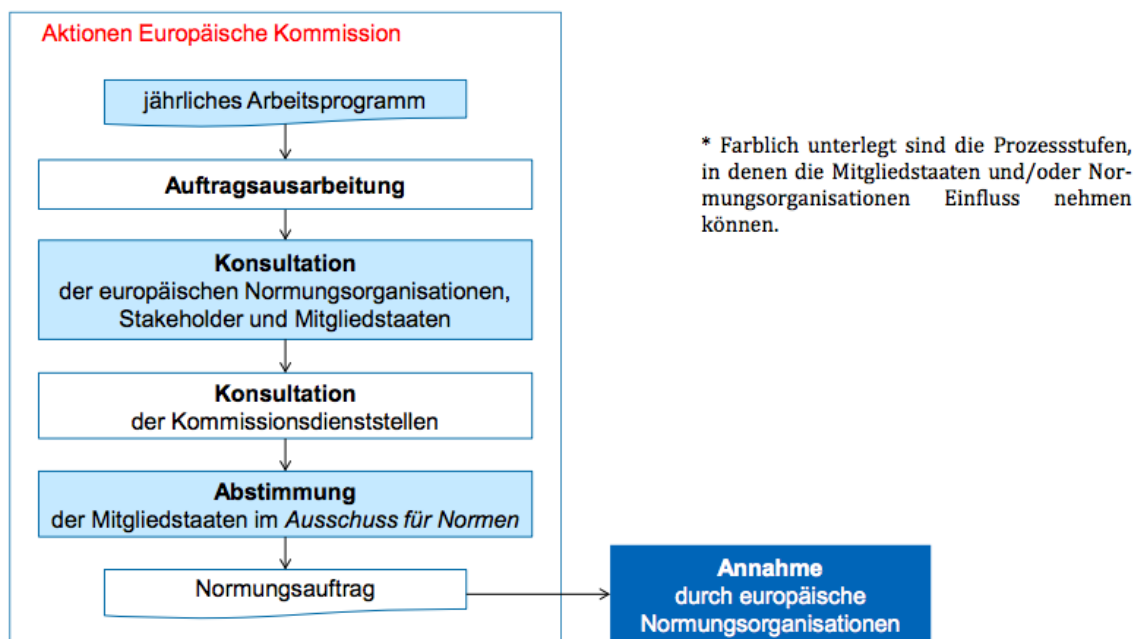 Aktionen Europäische Kommission
jährliches Arbeitsprogramm
Auftragsausarbeitung
Konsultation
der europäischen Normungsorganisationen,
Stakeholder und Mitgliedstaaten
Konsultation
der Kommissionsdienststellen
Abstimmung
der Mitgliedstaaten im Ausschuss für Normen
Normungsauftrag
Annahme
durch europäische
Normungsorganisationen
* Farblich unterlegt sind die Prozessstufen,
in denen die Mitgliedstaaten und/oder Nor-
mungsorganisationen Einfluss nehmen
können.